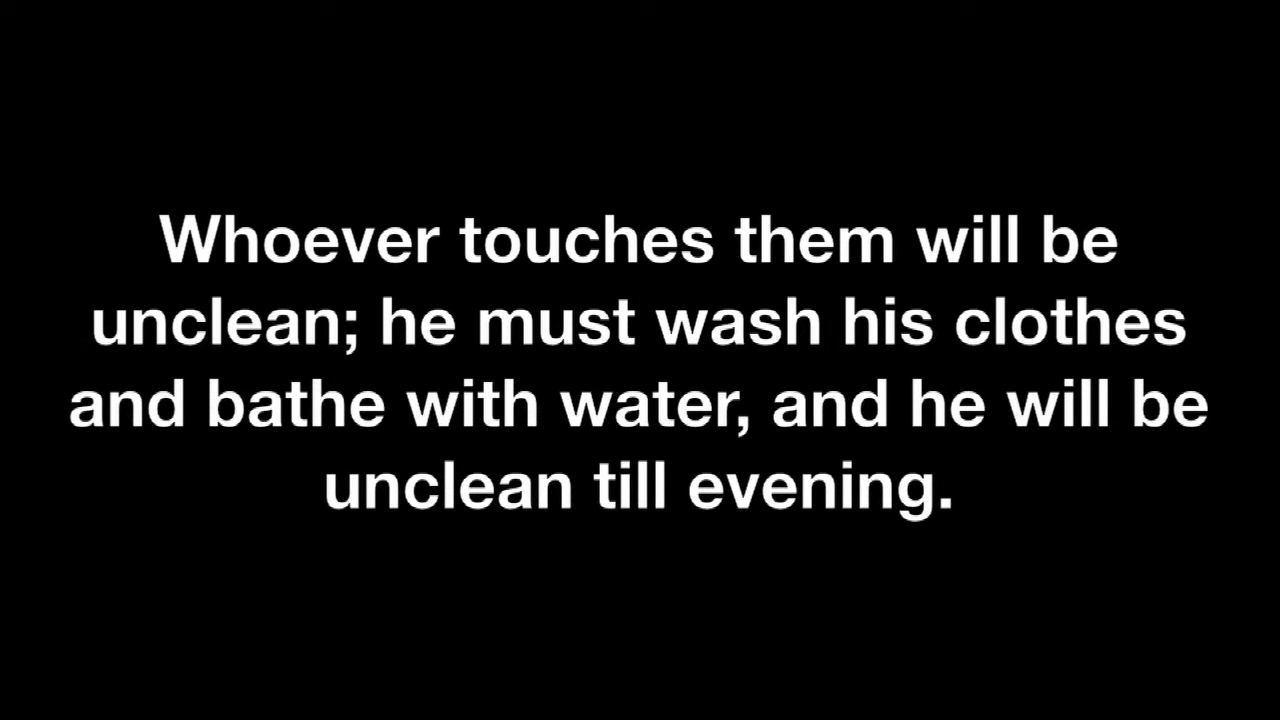 Whoever touches them will be
unclean; he must wash his clothes
and bathe with water, and he will be
unclean till evening.